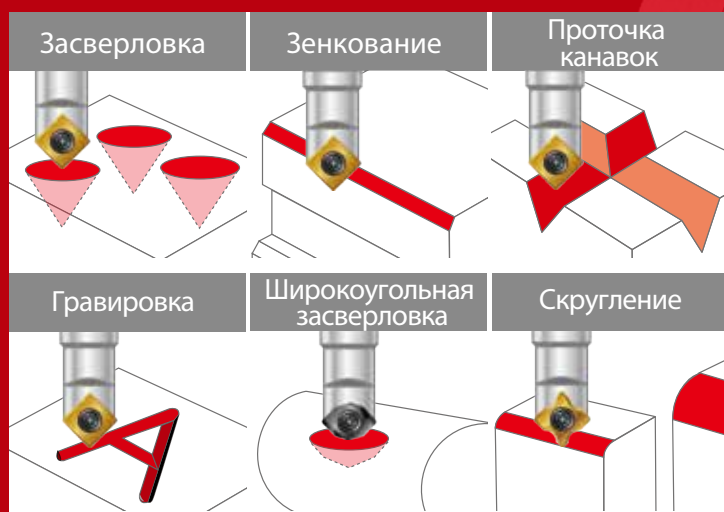 Засверловка
Зенкование
Проточка
канавок
Гравировка
Широкоугольная
засверловка
Скругление